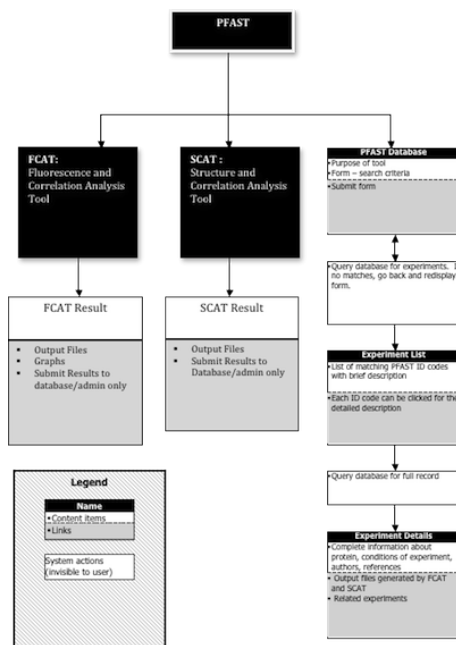 PFAST
FCAT:
Fluorescence and
Correlation Analysis
Tool
SCAT :
Structure and
Correlation Analysis
Tool
PFAST Database
•Purpose of tool
•Form – search criteria
•Submit form
•Query database for experiments. I
no matches, go back and redisplay
form.
FCAT Result
▪ Output Files
▪ Graphs
▪ Submit Results to
database/admin only
SCAT Result
▪ Output Files
▪ Submit Results to
Database/admin only
Experiment List
•List of matching PFAST ID codes
with brief description
•Each ID code can be clicked for the
detailed description
•Query database for full record
Experiment Details
•Complete information about
protein, conditions of experiment,
authors, references
• Output files generated by FCAT
and SCAT
• Related experiments
Legend
Name
•Content items
•Links
System actions
(invisible to user)